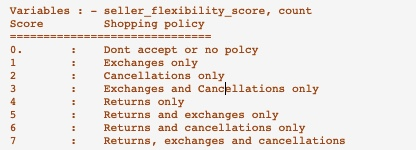 Variables : - seller_flexibility_score, count
Score        Shopping policy
==============================
0.      :    Dont accept or no polcy
1       :    Exchanges only
2       :    Cancellations only
3       :    Exchanges and Cancellations only
4       :    Returns only
5       :    Returns and exchanges only
6       :    Returns and cancellations only
7       :    Returns, exchanges and cancellations